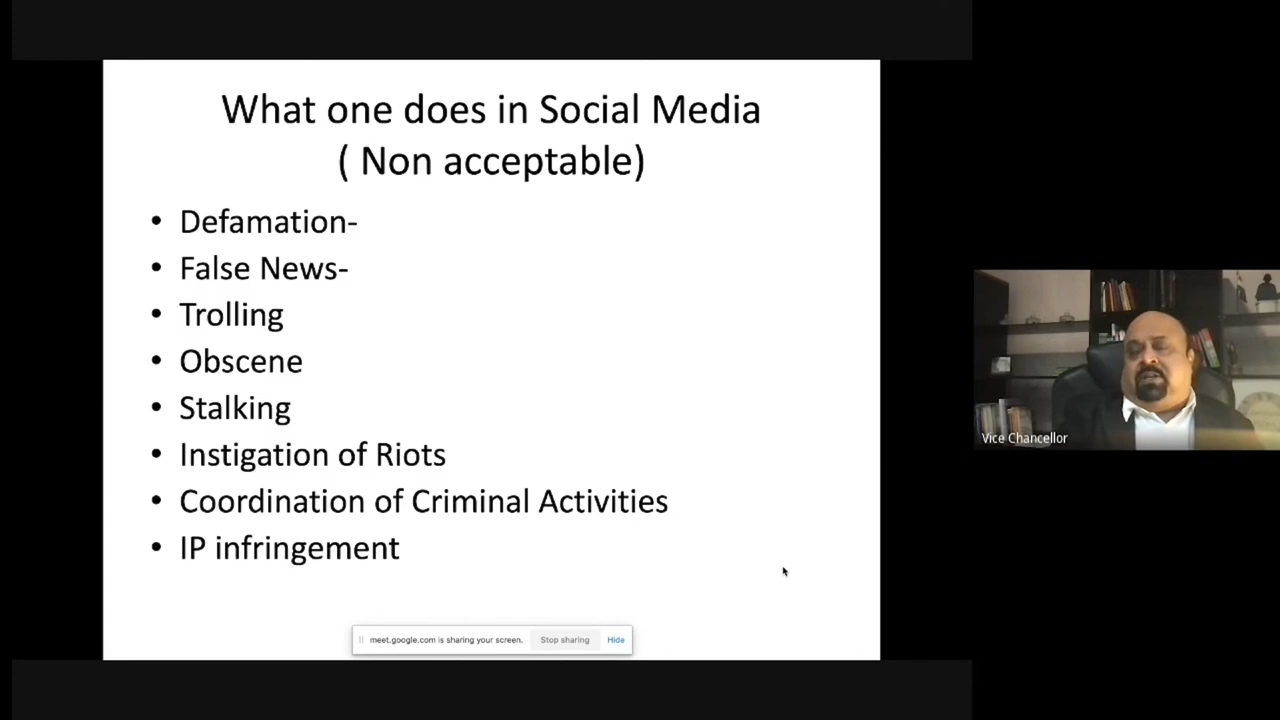 What one does in Social Media
( Non acceptable)
• Defamation-
• False News-
• Trolling
• Obscene
• Stalking
• Instigation of Riots
• Coordination of Criminal Activities
• IP infringement
meet.google.com is sharing your screen. Stop sharing Hide
Vice Chancellor